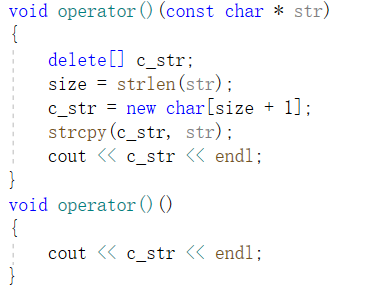 void operator()(const char * str)
{
    delete[] c_str;
    size = strlen(str);
    c_str = new char[size + 1];
    strcpy(c_str, str);
    cout << c_str << endl;
}
void operator()()
{
    cout << c_str << endl;
}